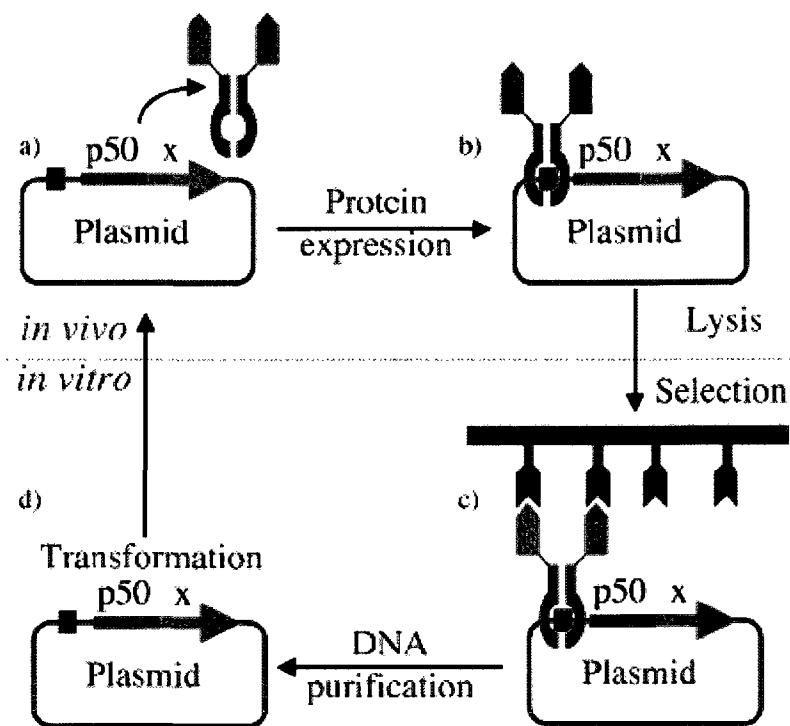 a)
p50 x
Plasmid
Protein
expression
b)
p50 x
Plasmid
in vivo
Lysis
in vitro
Selection
d)
c)
Transformation
p50 x
Plasmid
DNA
purification
p50 x
Plasmid